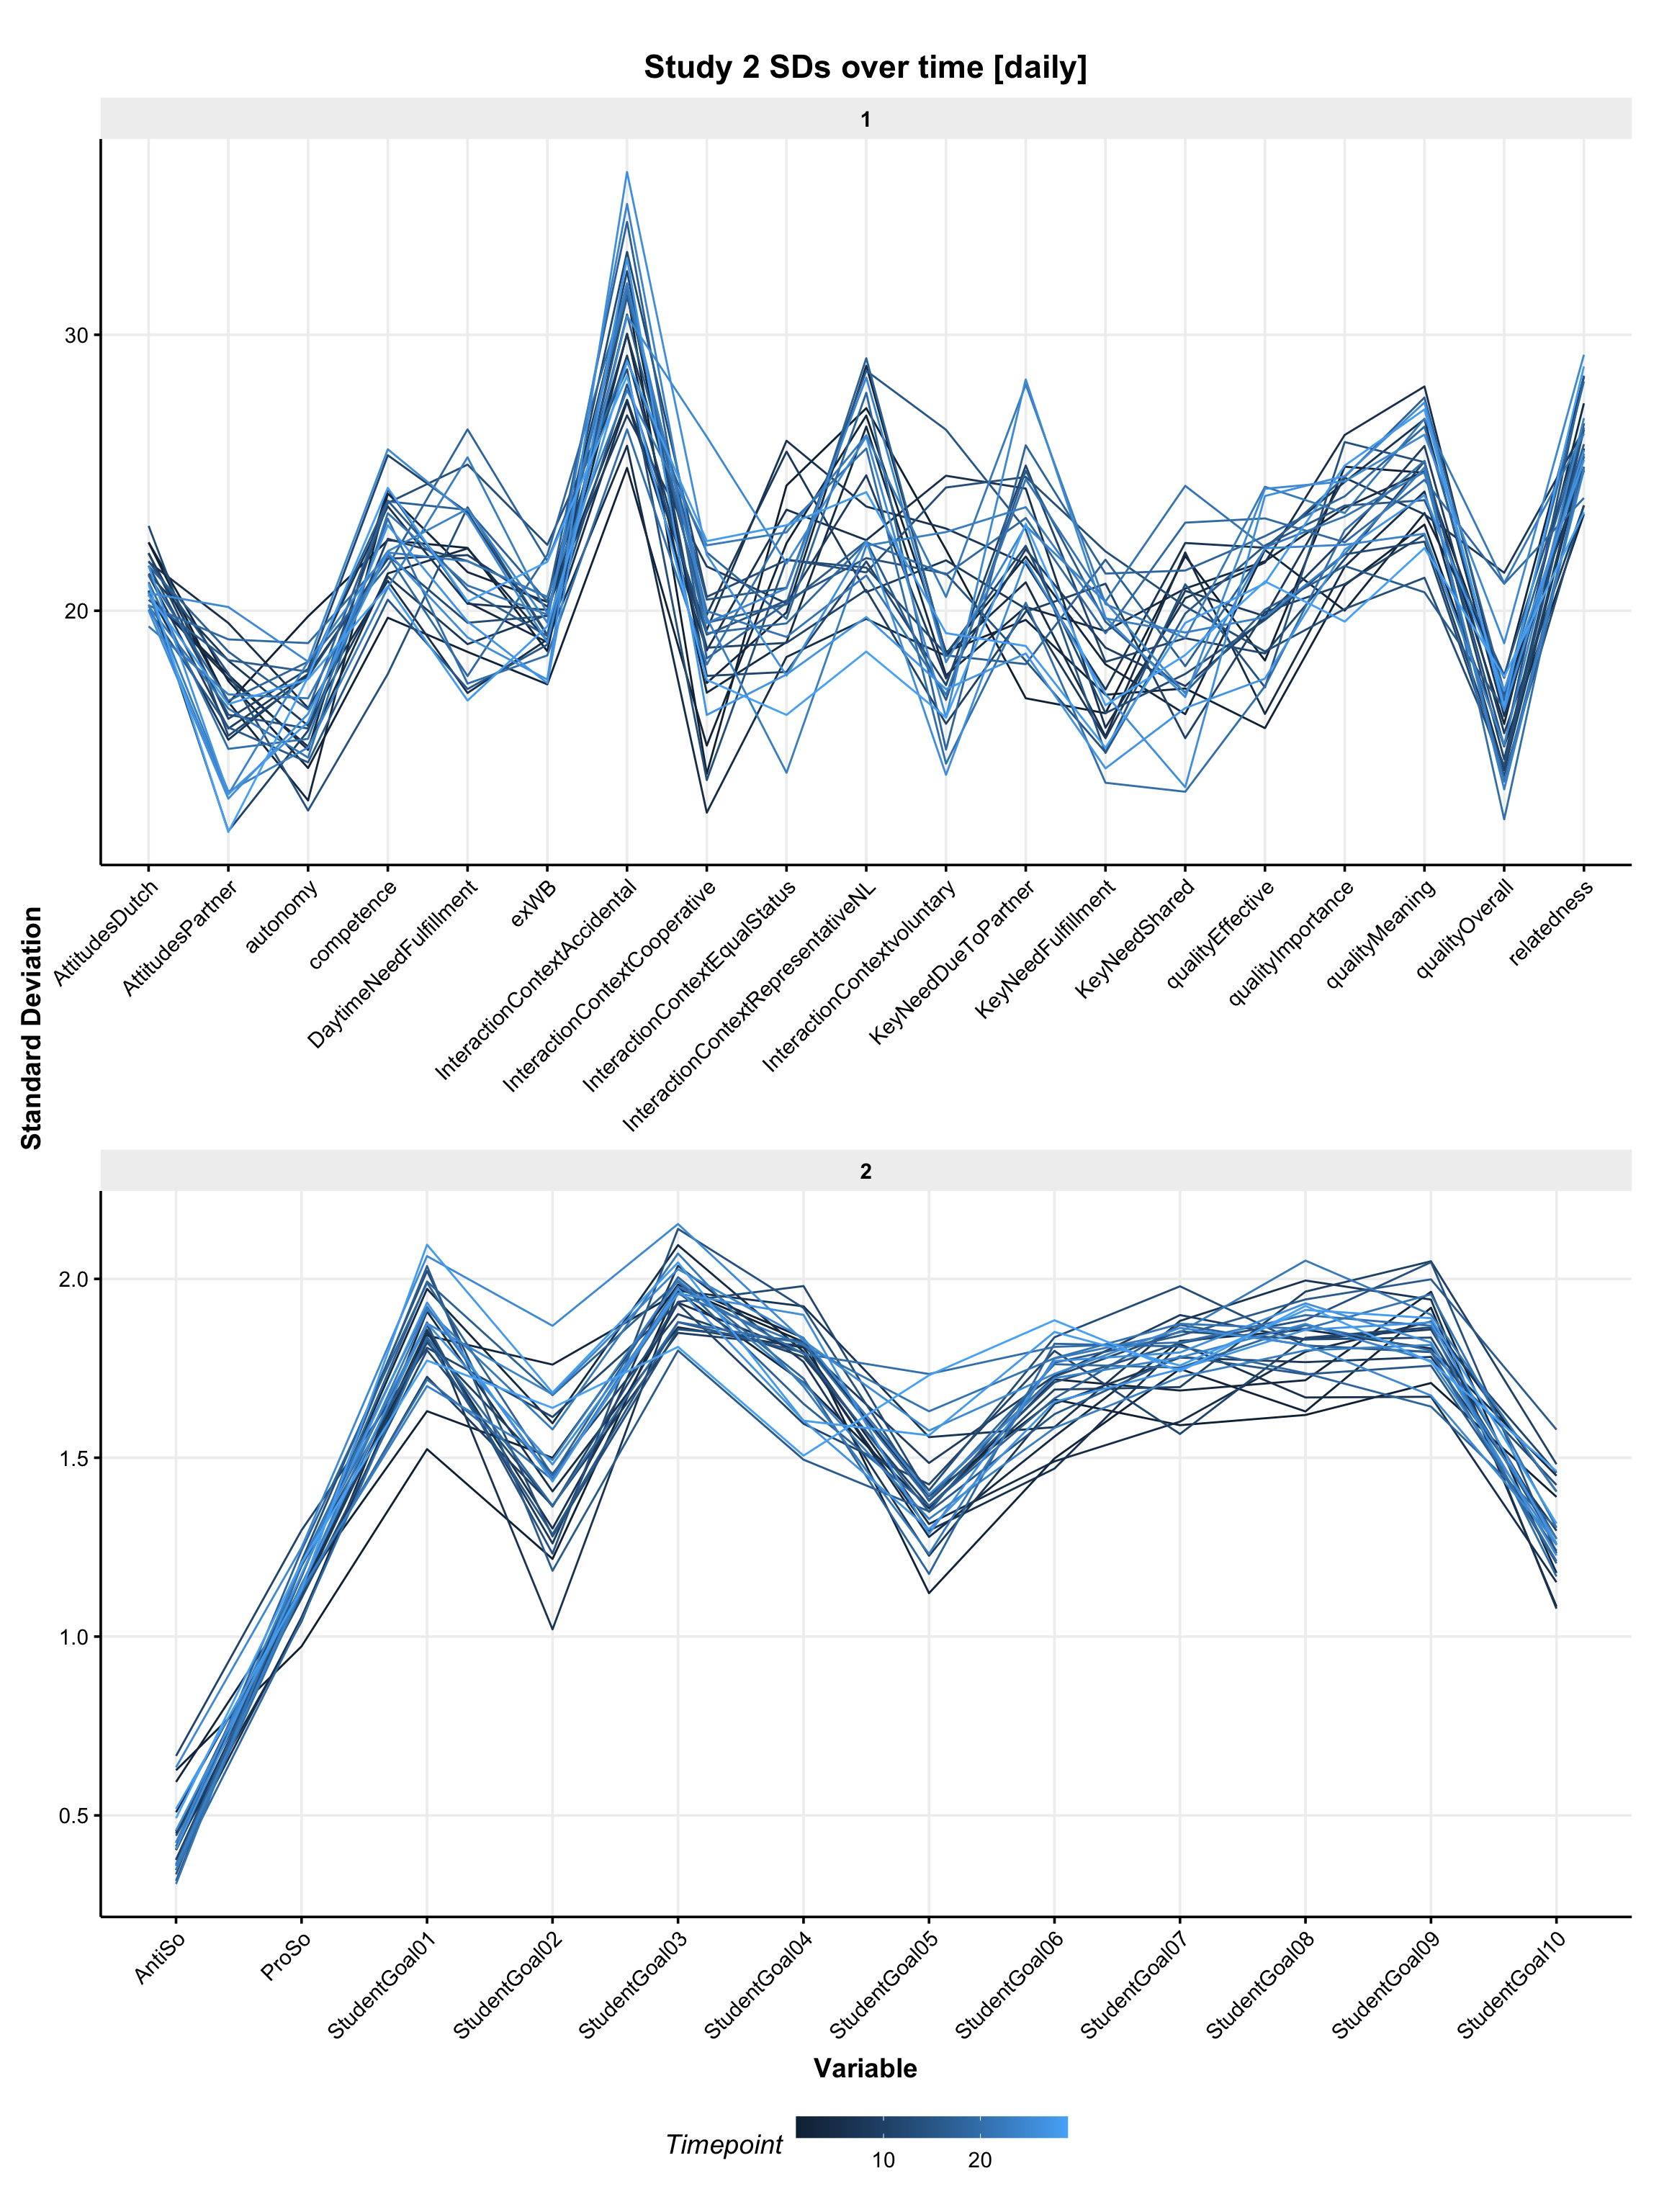 Study 2 SDs over time [daily]
1
30
20
AttitudesDutch
AttitudesPartner
autonomy
competence
DaytimeNeedFulfillment
exWB
InteractionContextAccidental
InteractionContextCooperative
InteractionContextEqualStatus
InteractionContextRepresentativeNL
InteractionContextvoluntary
KeyNeedDueToPartner
KeyNeedFulfillment
KeyNeedShared
qualityEffective
qualityImportance
qualityMeaning
qualityOverall
relatedness
Standard Deviation
2
2.0
1.5
1.0
0.5
AntiSo
ProSo
StudentGoal01
StudentGoal02
StudentGoal03
StudentGoal04
StudentGoal05
StudentGoal06
StudentGoal07
StudentGoal08
StudentGoal09
StudentGoal10
Variable
Timepoint
10
20